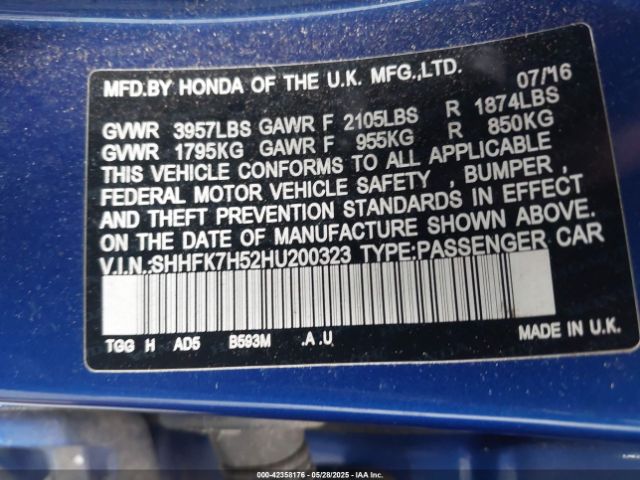 MFD.BY HONDA OF THE U.K. MFG.,LTD. 07/16
GVWR 3957LBS GAWR F 2105LBS R 1874LBS
GVWR 1795KG GAWR F 955KG R 850KG
THIS VEHICLE CONFORMS TO ALL APPLICABLE
FEDERAL MOTOR VEHICLE SAFETY , BUMPER ,
AND THEFT PREVENTION STANDARDS IN EFFECT
ON THE DATE OF MANUFACTURE SHOWN ABOVE.
V.I.N.:SHHFK7H52HU200323 TYPE:PASSENGER CAR
TGG H AD5 B593M .A .U
MADE IN U.K.
000-42358176 - 05/28/2025 - IAAI.COM